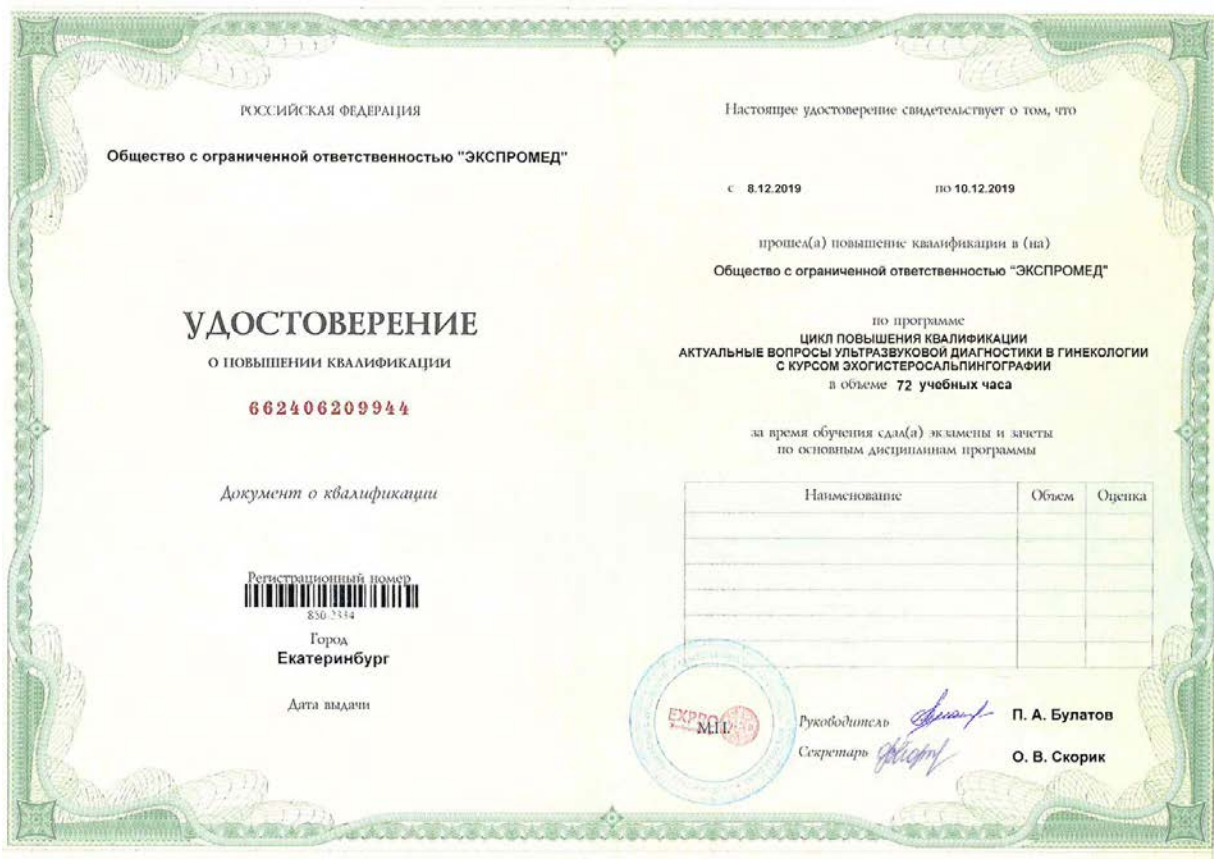 РОССИЙСКАЯ ФЕДЕРАЦИЯ
Общество с ограниченной ответственностью "ЭКСПРОМЕД"
УДОСТОВЕРЕНИЕ
О ПОВЫШЕНИИ КВАЛИФИКАЦИИ
662406209944
Документ о квалификации
Регистрационный номер
850-2334
Город
Екатеринбург
Дата выдачи
Настоящее удостоверение свидетельствует о том, что
с 8.12.2019 по 10.12.2019
прошел(а) повышение квалификации в (на)
Общество с ограниченной ответственностью "ЭКСПРОМЕД"
по программе
ЦИКЛ ПОВЫШЕНИЯ КВАЛИФИКАЦИИ
АКТУАЛЬНЫЕ ВОПРОСЫ УЛЬТРАЗВУКОВОЙ ДИАГНОСТИКИ В ГИНЕКОЛОГИИ
С КУРСОМ ЭХОГИСТЕРОСАЛЬПИНГОГРАФИИ
в объеме 72 учебных часа
за время обучения сдал(а) экзамены и зачеты
по основным дисциплинам программы
Наименование Объем Оценка
М.П.
Руководитель П. А. Булатов
Секретарь О. В. Скорик